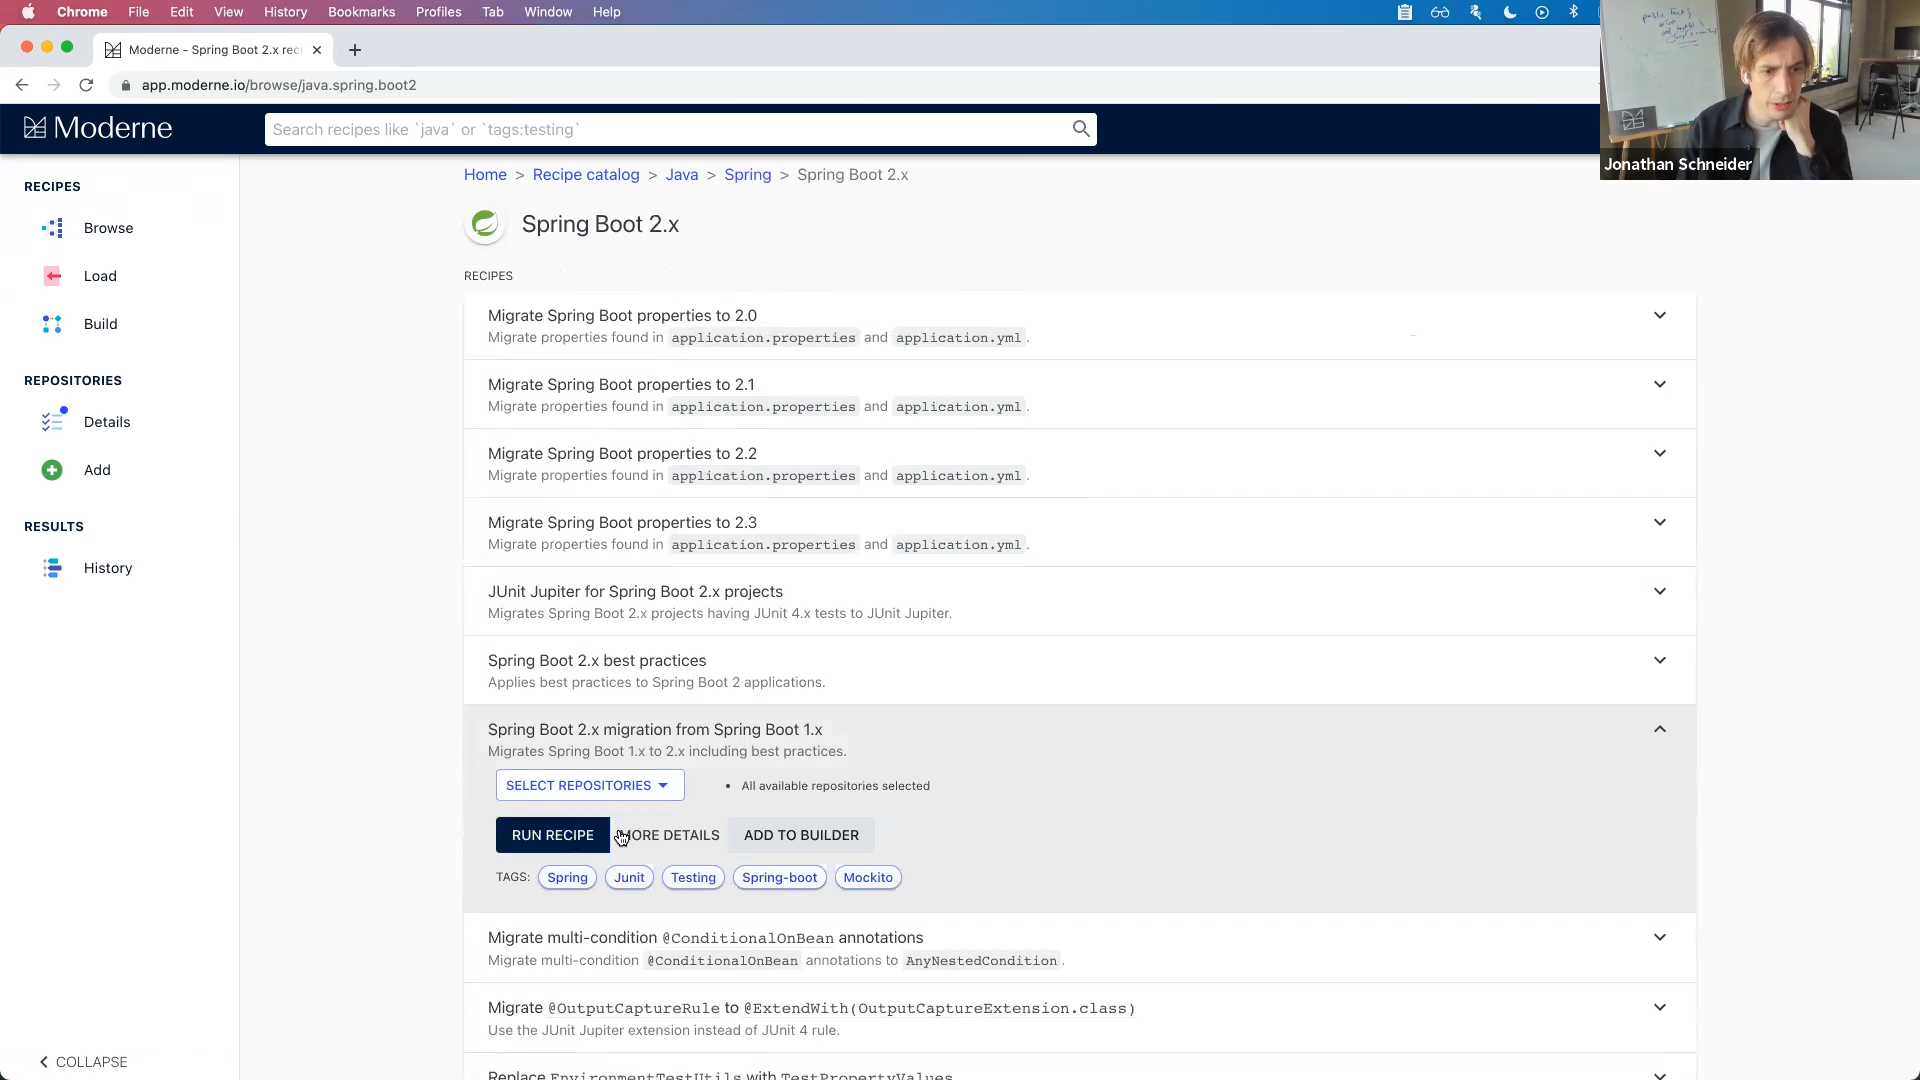 Chrome File Edit View History Bookmarks Profiles Tab Window Help
Moderne - Spring Boot 2.x rec
app.moderne.io/browse/java.spring.boot2
Moderne
Search recipes like `java` or `tags:testing`
Jonathan Schneider
RECIPES
Browse
Load
Build
REPOSITORIES
Details
Add
RESULTS
History
COLLAPSE
Home > Recipe catalog > Java > Spring > Spring Boot 2.x
Spring Boot 2.x
RECIPES
Migrate Spring Boot properties to 2.0
Migrate properties found in application.properties and application.yml.
Migrate Spring Boot properties to 2.1
Migrate properties found in application.properties and application.yml.
Migrate Spring Boot properties to 2.2
Migrate properties found in application.properties and application.yml.
Migrate Spring Boot properties to 2.3
Migrate properties found in application.properties and application.yml.
JUnit Jupiter for Spring Boot 2.x projects
Migrates Spring Boot 2.x projects having JUnit 4.x tests to JUnit Jupiter.
Spring Boot 2.x best practices
Applies best practices to Spring Boot 2 applications.
Spring Boot 2.x migration from Spring Boot 1.x
Migrates Spring Boot 1.x to 2.x including best practices.
SELECT REPOSITORIES • All available repositories selected
RUN RECIPE MORE DETAILS ADD TO BUILDER
TAGS: Spring Junit Testing Spring-boot Mockito
Migrate multi-condition @ConditionalOnBean annotations
Migrate multi-condition @ConditionalOnBean annotations to AnyNestedCondition.
Migrate @OutputCaptureRule to @ExtendWith(OutputCaptureExtension.class)
Use the JUnit Jupiter extension instead of JUnit 4 rule.
Replace EnvironmentTestUtils with TestPropertyValues